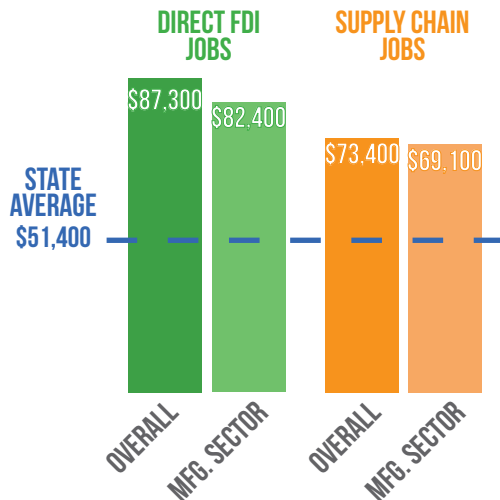 DIRECT FDI
JOBS
SUPPLY CHAIN
JOBS
$87,300
$82,400
$73,400
$69,100
STATE
AVERAGE
$51,400
OVERALL
MFG. SECTOR
OVERALL
MFG. SECTOR